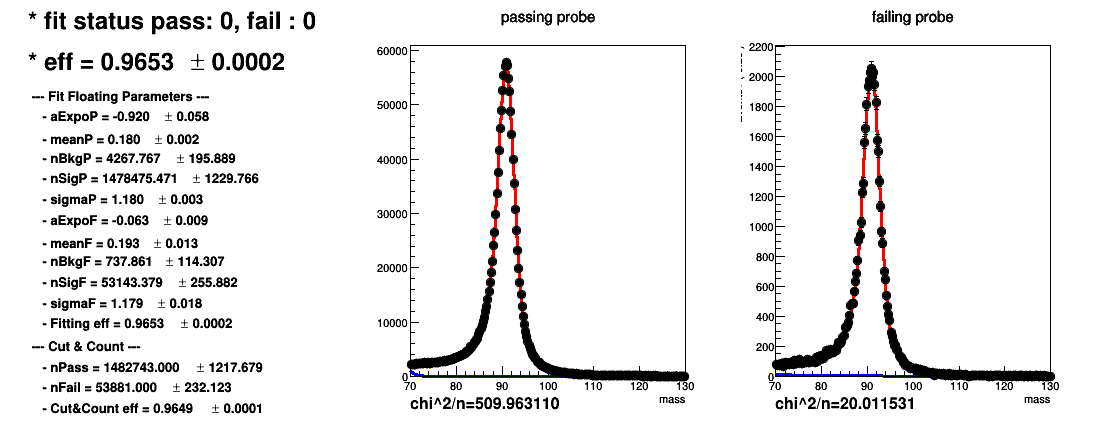 * fit status pass: 0, fail : 0
* eff = 0.9653 ± 0.0002
--- Fit Floating Parameters ---
- aExpoP = -0.920 ± 0.058
- meanP = 0.180 ± 0.002
- nBkgP = 4267.767 ± 195.889
- nSigP = 1478475.471 ± 1229.766
- sigmaP = 1.180 ± 0.003
- aExpoF = -0.063 ± 0.009
- meanF = 0.193 ± 0.013
- nBkgF = 737.861 ± 114.307
- nSigF = 53143.379 ± 255.882
- sigmaF = 1.179 ± 0.018
- Fitting eff = 0.9653 ± 0.0002
--- Cut & Count ---
- nPass = 1482743.000 ± 1217.679
- nFail = 53881.000 ± 232.123
- Cut&Count eff = 0.9649 ± 0.0001
passing probe
60000
50000
40000
30000
20000
10000
0
70 80 90 100 110 120 130
mass
chi^2/n=509.963110
failing probe
2200
2000
1800
1600
1400
1200
1000
800
600
400
200
0
70 80 90 100 110 120 130
mass
chi^2/n=20.011531